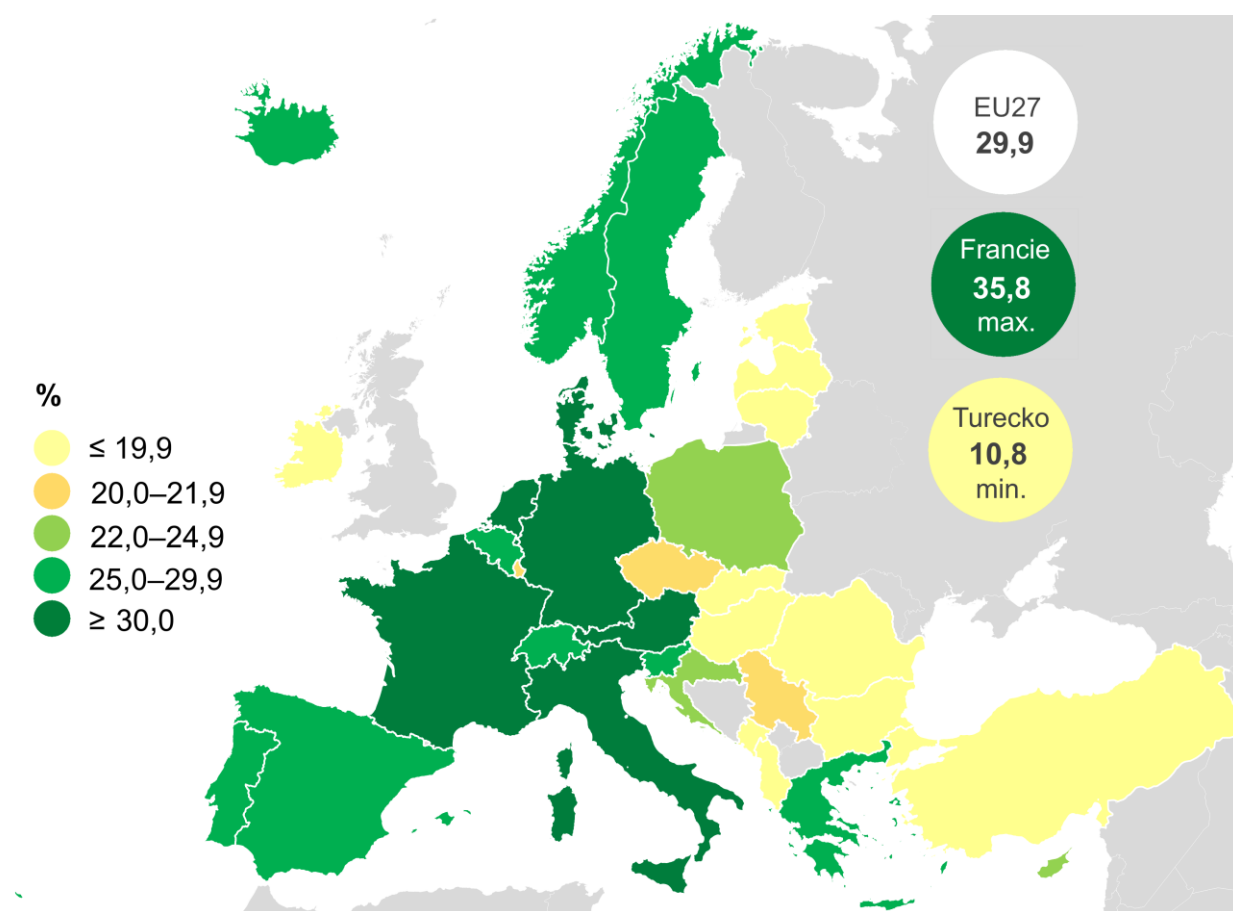 EU27
29,9
Francie
35,8
max.
Turecko
10,8
min.
%
≤ 19,9
20,0–21,9
22,0–24,9
25,0–29,9
≥ 30,0